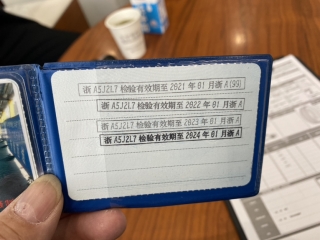 浙 A5J2L7 检验有效期至 2021 年 01 月浙 A(99)
浙 A5J2L7 检验有效期至 2022 年 01 月浙 A
浙 A5J2L7 检验有效期至 2023 年 01 月浙 A
浙 A5J2L7 检验有效期至 2024 年 01 月浙 A